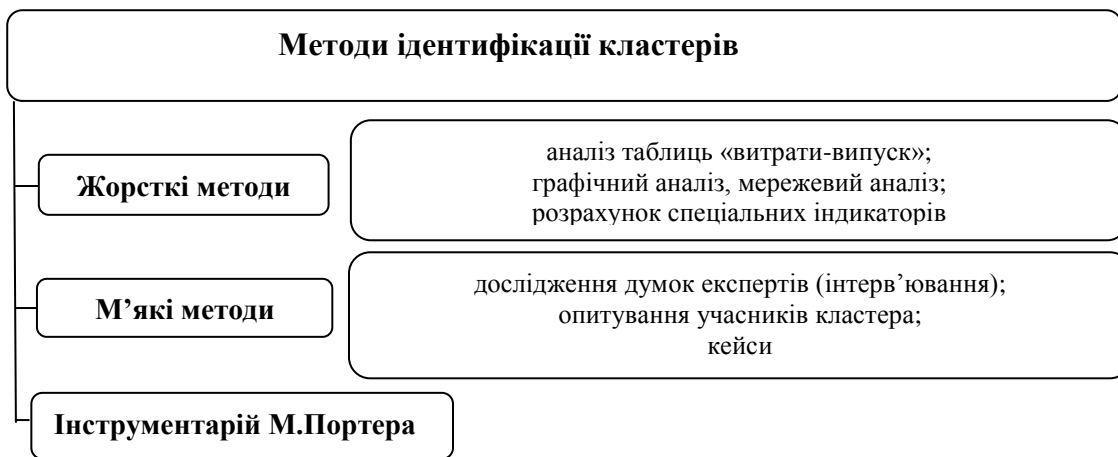 Методи ідентифікації кластерів
Жорсткі методи
аналіз таблиць «витрати-випуск»;
графічний аналіз, мережевий аналіз;
розрахунок спеціальних індикаторів
М’які методи
дослідження думок експертів (інтерв’ювання);
опитування учасників кластера;
кейси
Інструментарій М.Портера